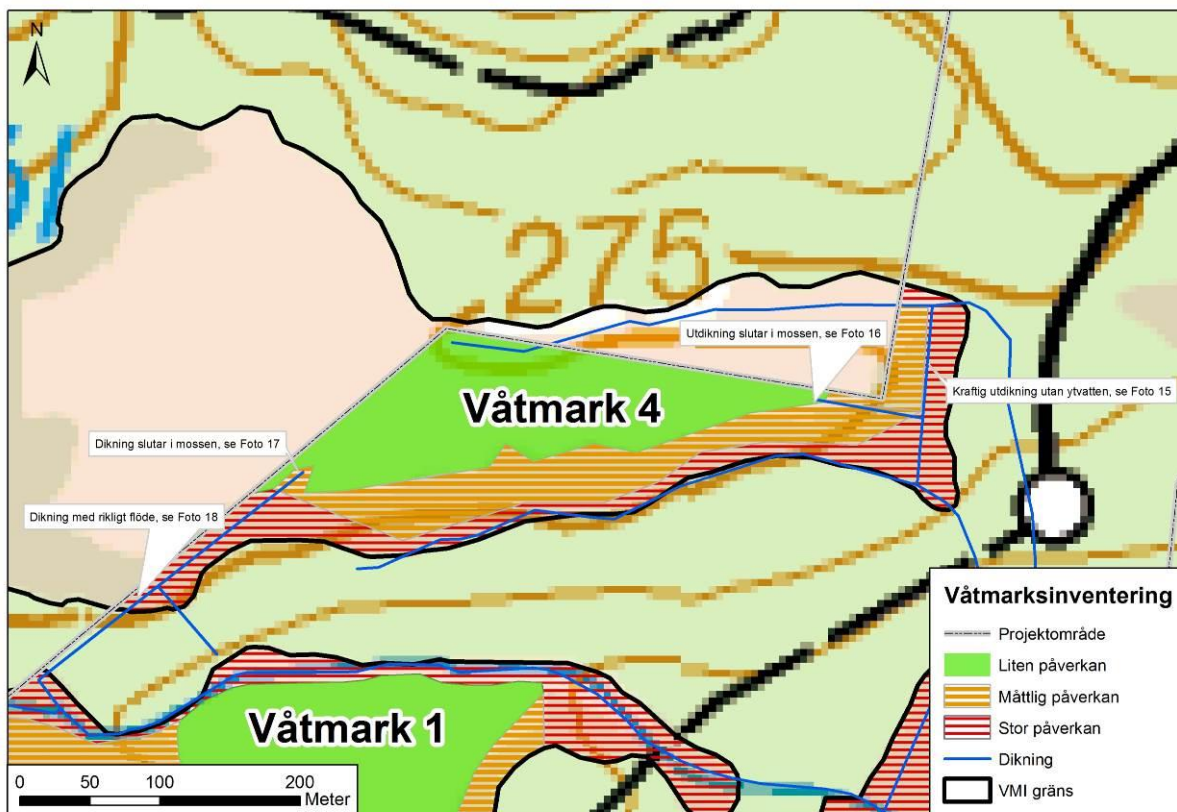 N
275
Utdikning slutar i mossen, se Foto 16
Kraftig utdikning utan ytvatten, se Foto 15
Våtmark 4
Dikning slutar i mossen, se Foto 17
Dikning med rikligt flöde, se Foto 18
Våtmark 1
0 50 100 200
Meter
Våtmarksinventering
Projektområde
Liten påverkan
Måttlig påverkan
Stor påverkan
Dikning
VMI gräns